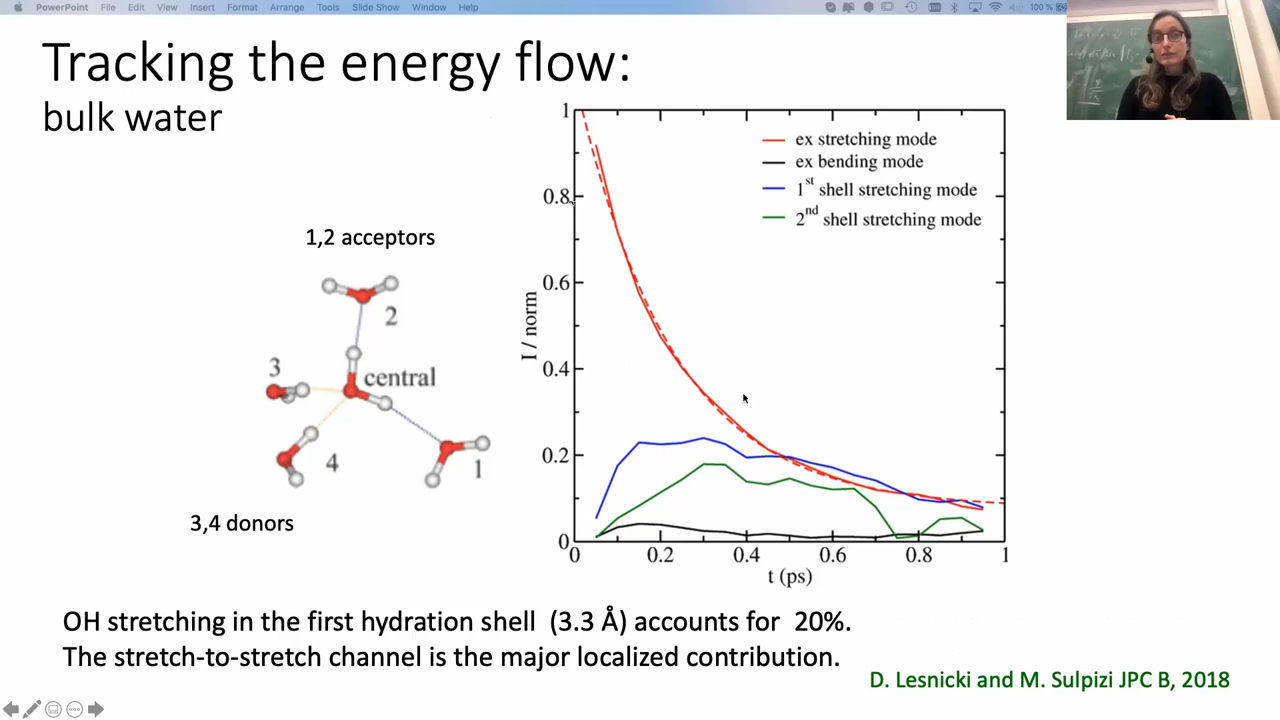 PowerPoint File Edit View Insert Format Arrange Tools Slide Show Window Help 100 %
Tracking the energy flow:
bulk water
1,2 acceptors
2
3
central
4
1
3,4 donors
1
0.8
0.6
0.4
0.2
0
I / norm
ex stretching mode
ex bending mode
1st shell stretching mode
2nd shell stretching mode
0 0.2 0.4 0.6 0.8 1
t (ps)
OH stretching in the first hydration shell (3.3 Å) accounts for 20%.
The stretch-to-stretch channel is the major localized contribution.
D. Lesnicki and M. Sulpizi JPC B, 2018